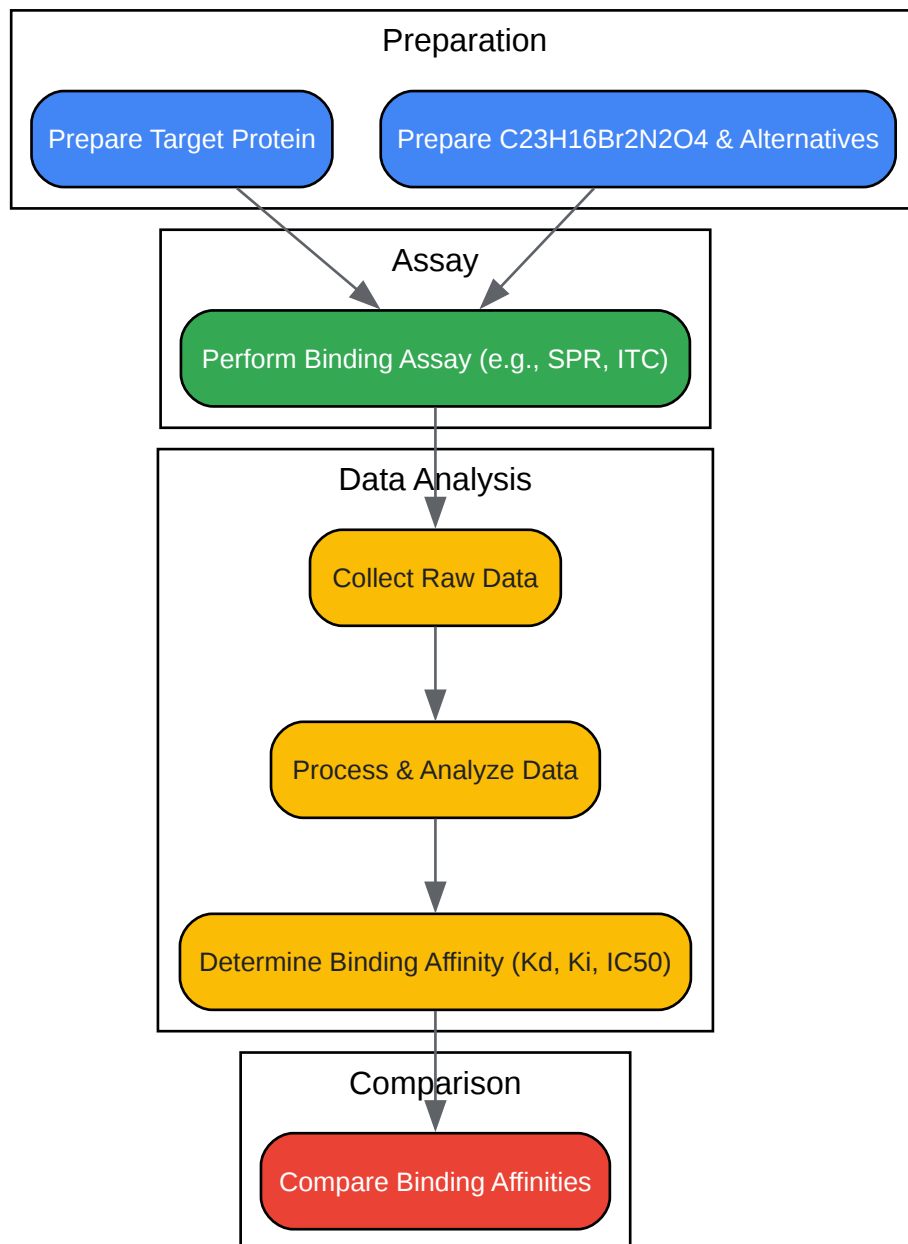 Preparation
Prepare Target Protein
Prepare C23H16Br2N2O4 & Alternatives
Assay
Perform Binding Assay (e.g., SPR, ITC)
Data Analysis
Collect Raw Data
Process & Analyze Data
Determine Binding Affinity (Kd, Ki, IC50)
Comparison
Compare Binding Affinities